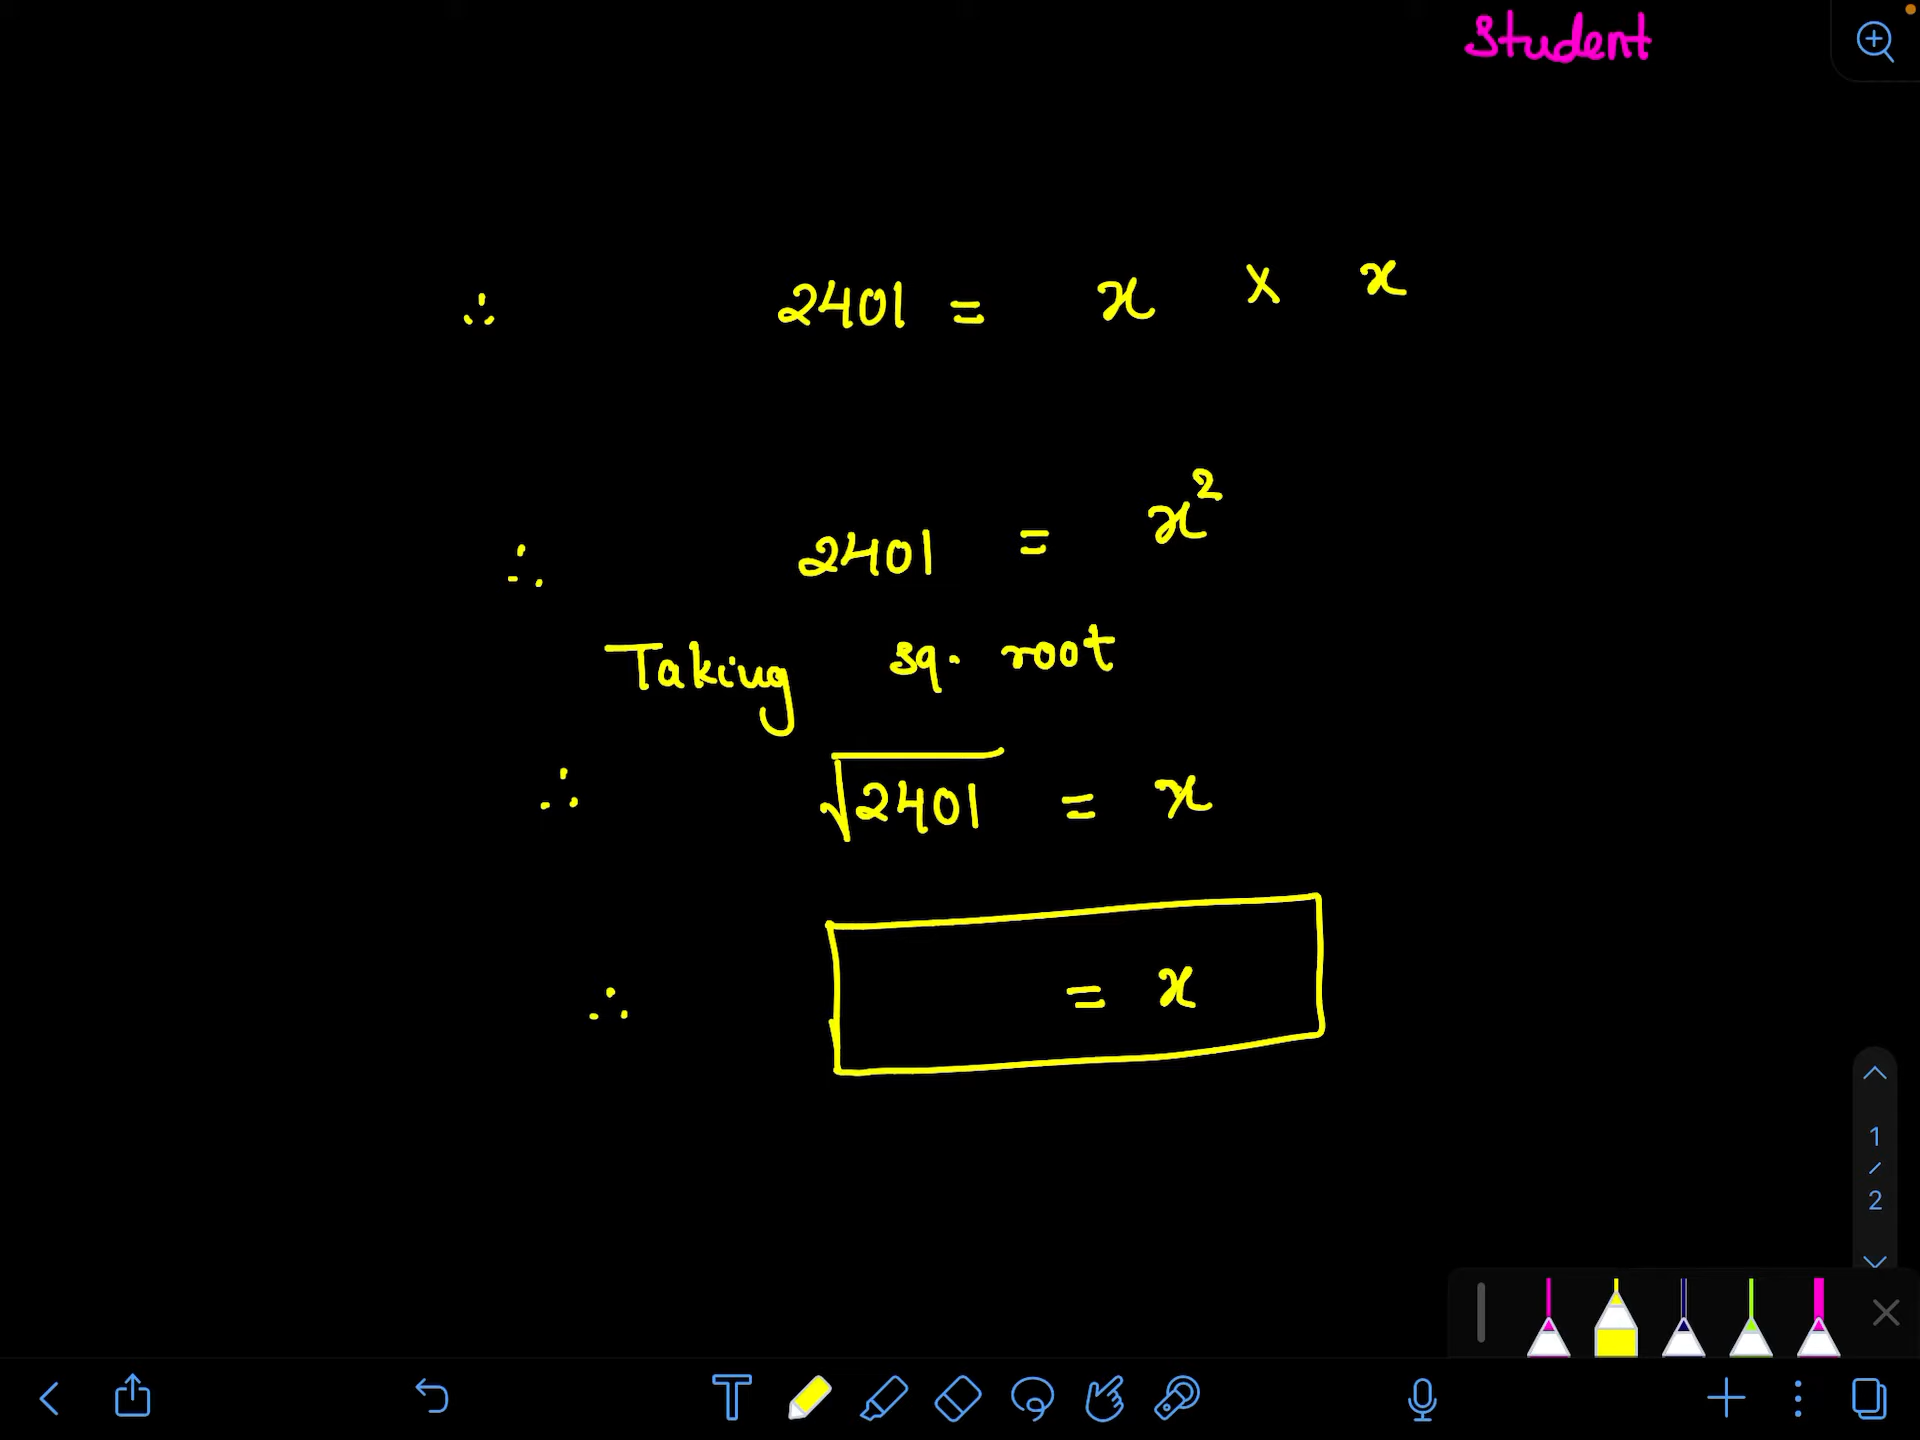 Student
∴ 2401 = x × x
∴ 2401 = x²
Taking sq. root
∴ √2401 = x
∴ = x
1
/
2
T